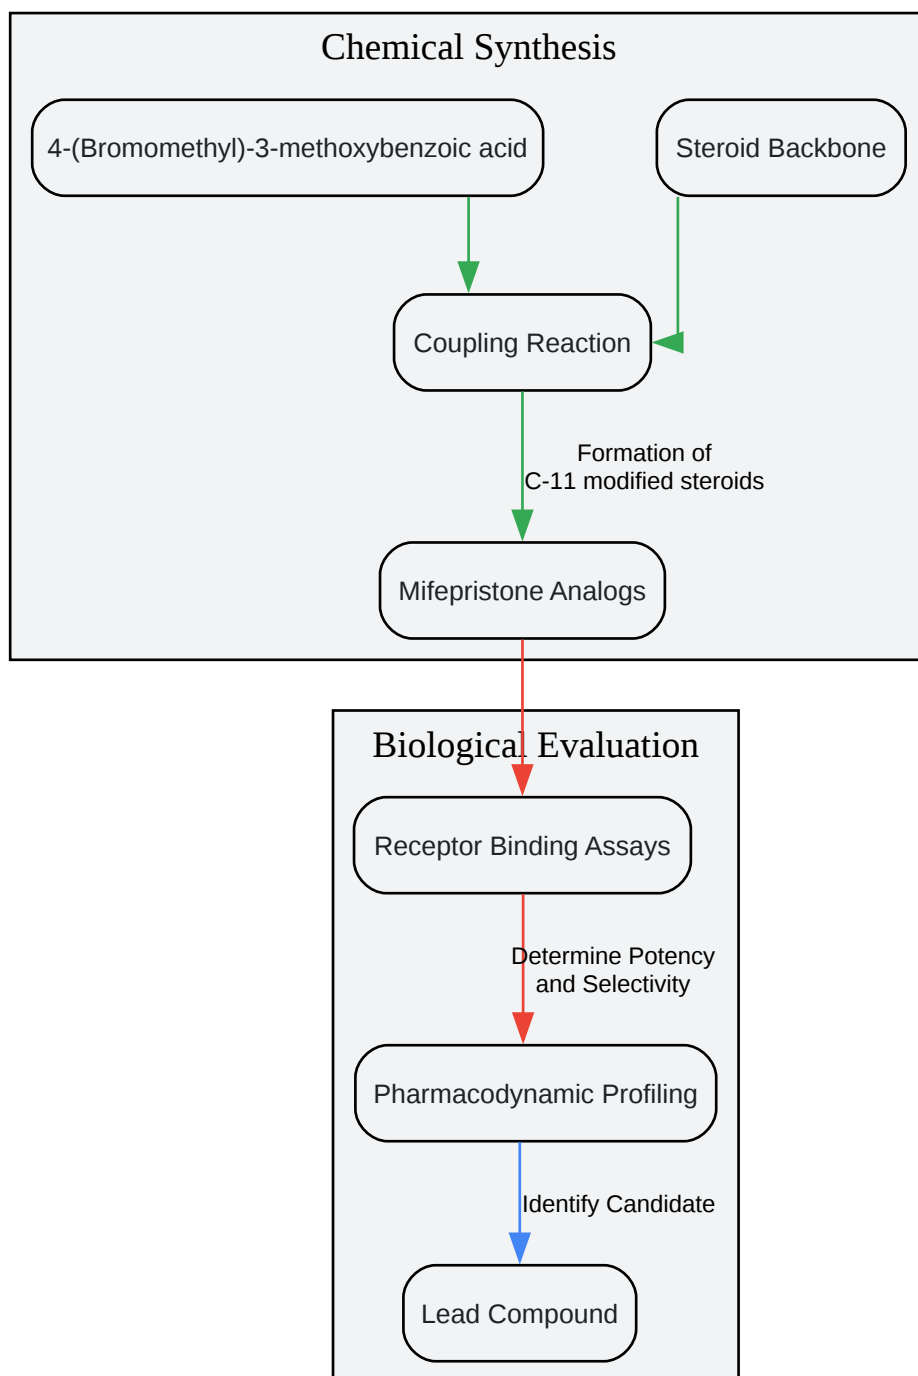 Chemical Synthesis
4-(Bromomethyl)-3-methoxybenzoic acid
Steroid Backbone
Coupling Reaction
Formation of
C-11 modified steroids
Mifepristone Analogs
Biological Evaluation
Receptor Binding Assays
Determine Potency
and Selectivity
Pharmacodynamic Profiling
Identify Candidate
Lead Compound